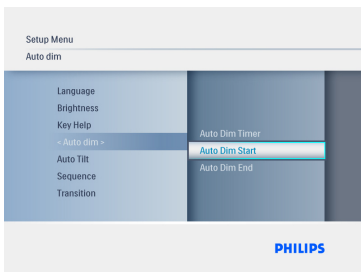 Setup Menu
Auto dim
Language
Brightness
Key Help
« Auto dim »
Auto Tilt
Sequence
Transition
Auto Dim Timer
Auto Dim Start
Auto Dim End
PHILIPS